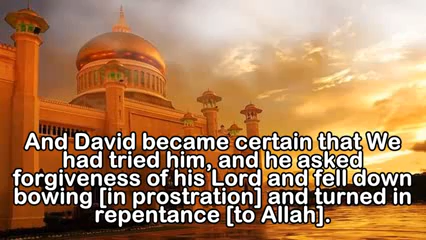 And David became certain that We
had tried him, and he asked
forgiveness of his Lord and fell down
bowing [in prostration] and turned in
repentance [to Allah].